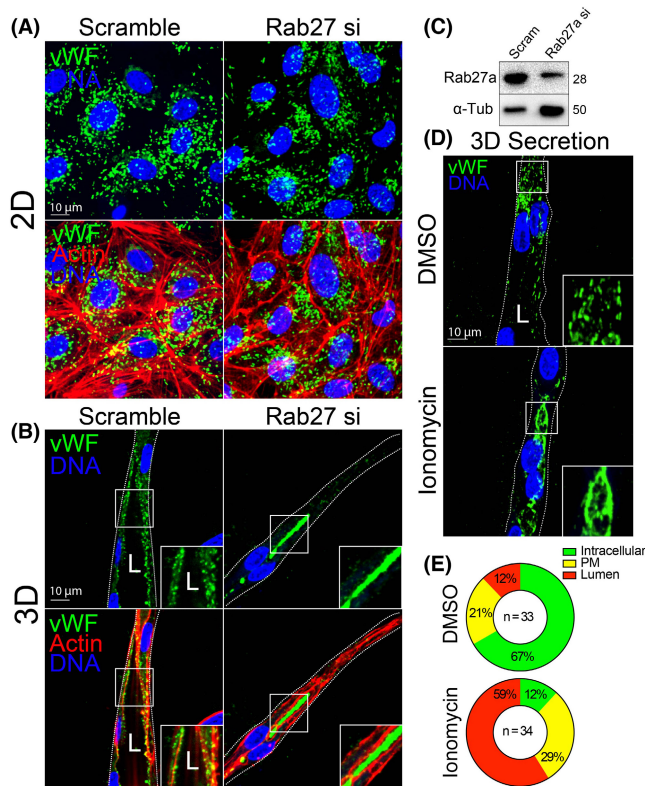 (A)
Scramble
Rab27 si
vWF
DNA
10 μm
2D
vWF
Actin
DNA
(B)
Scramble
Rab27 si
vWF
DNA
L
L
10 μm
3D
vWF
Actin
DNA
L
L
(C)
Scram
Rab27a si
Rab27a
28
α-Tub
50
(D)
3D Secretion
vWF
DNA
DMSO
L
10 μm
Ionomycin
(E)
Intracellular
PM
Lumen
DMSO
12%
21%
n = 33
67%
Ionomycin
59%
12%
n = 34
29%